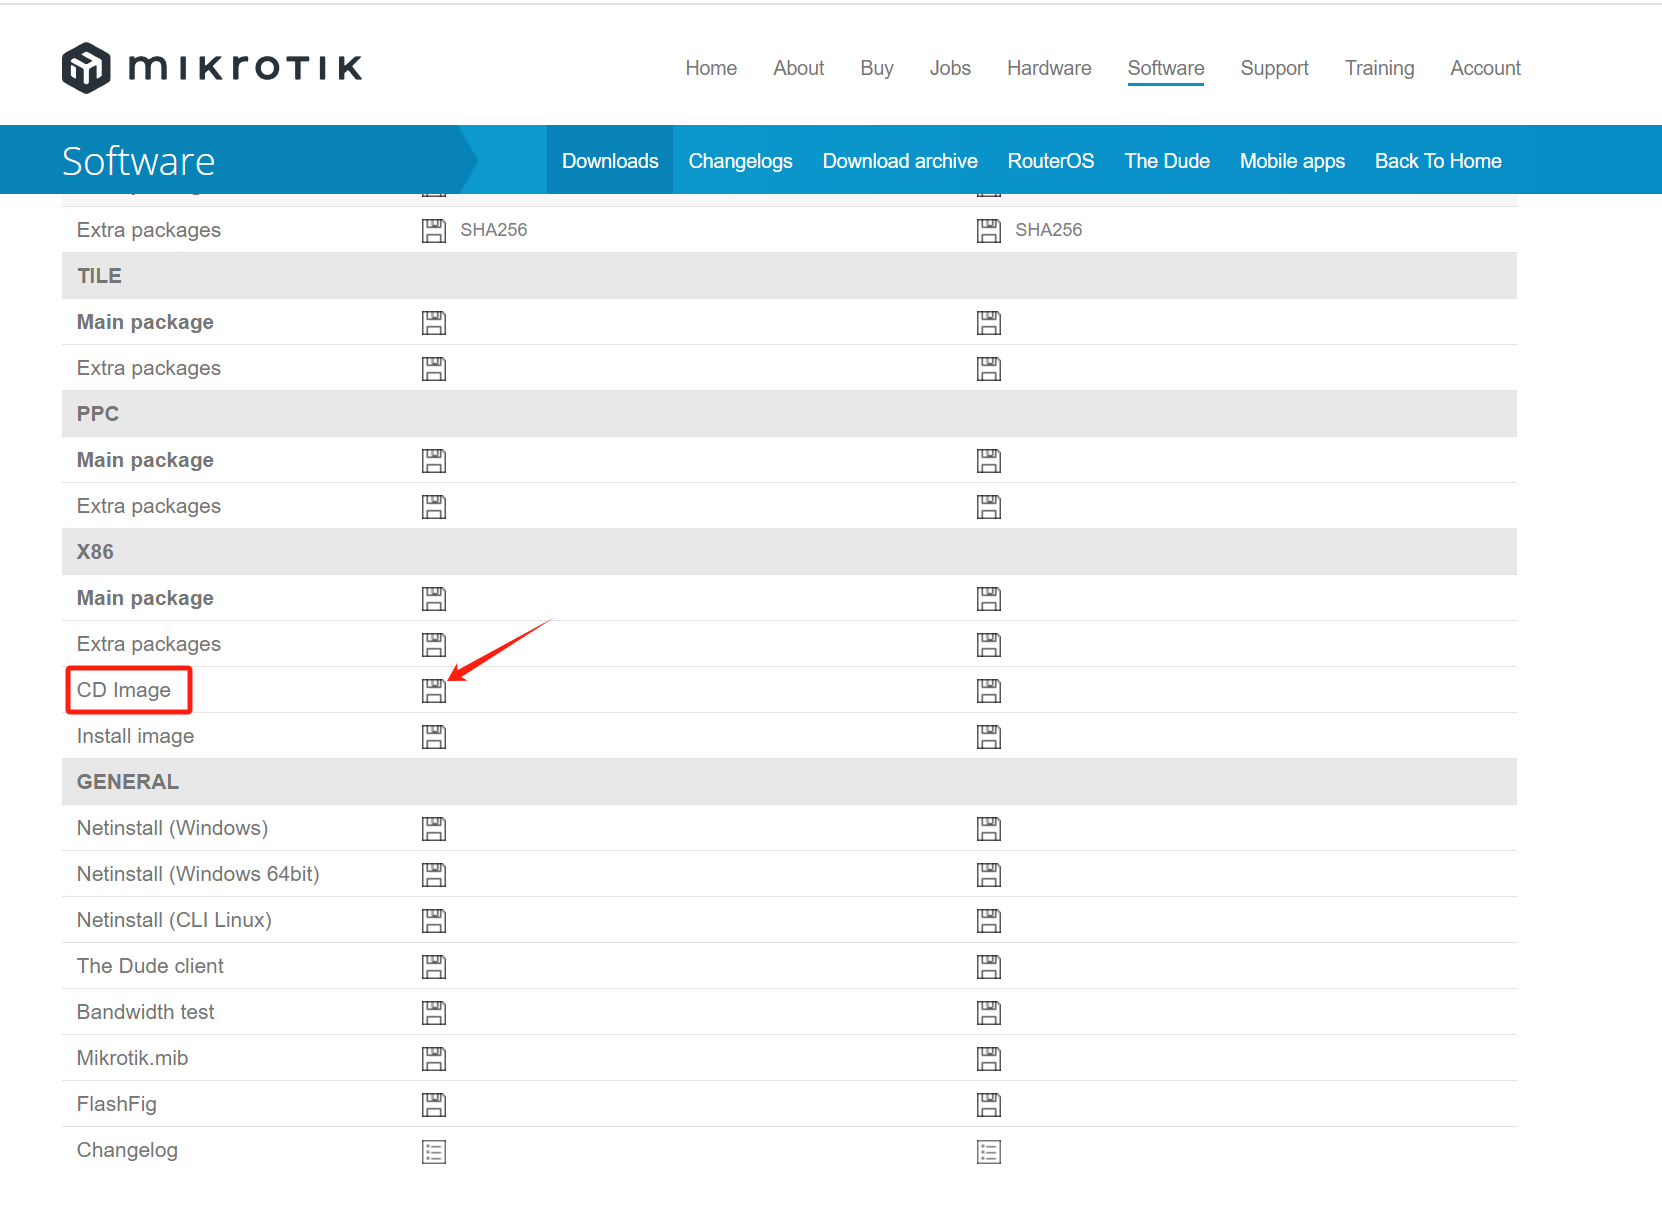 mikrotik
Home About Buy Jobs Hardware Software Support Training Account
Software
Downloads Changelogs Download archive RouterOS The Dude Mobile apps Back To Home
Extra packages SHA256 SHA256
TILE
Main package
Extra packages
PPC
Main package
Extra packages
X86
Main package
Extra packages
CD Image
Install image
GENERAL
Netinstall (Windows)
Netinstall (Windows 64bit)
Netinstall (CLI Linux)
The Dude client
Bandwidth test
Mikrotik.mib
FlashFig
Changelog